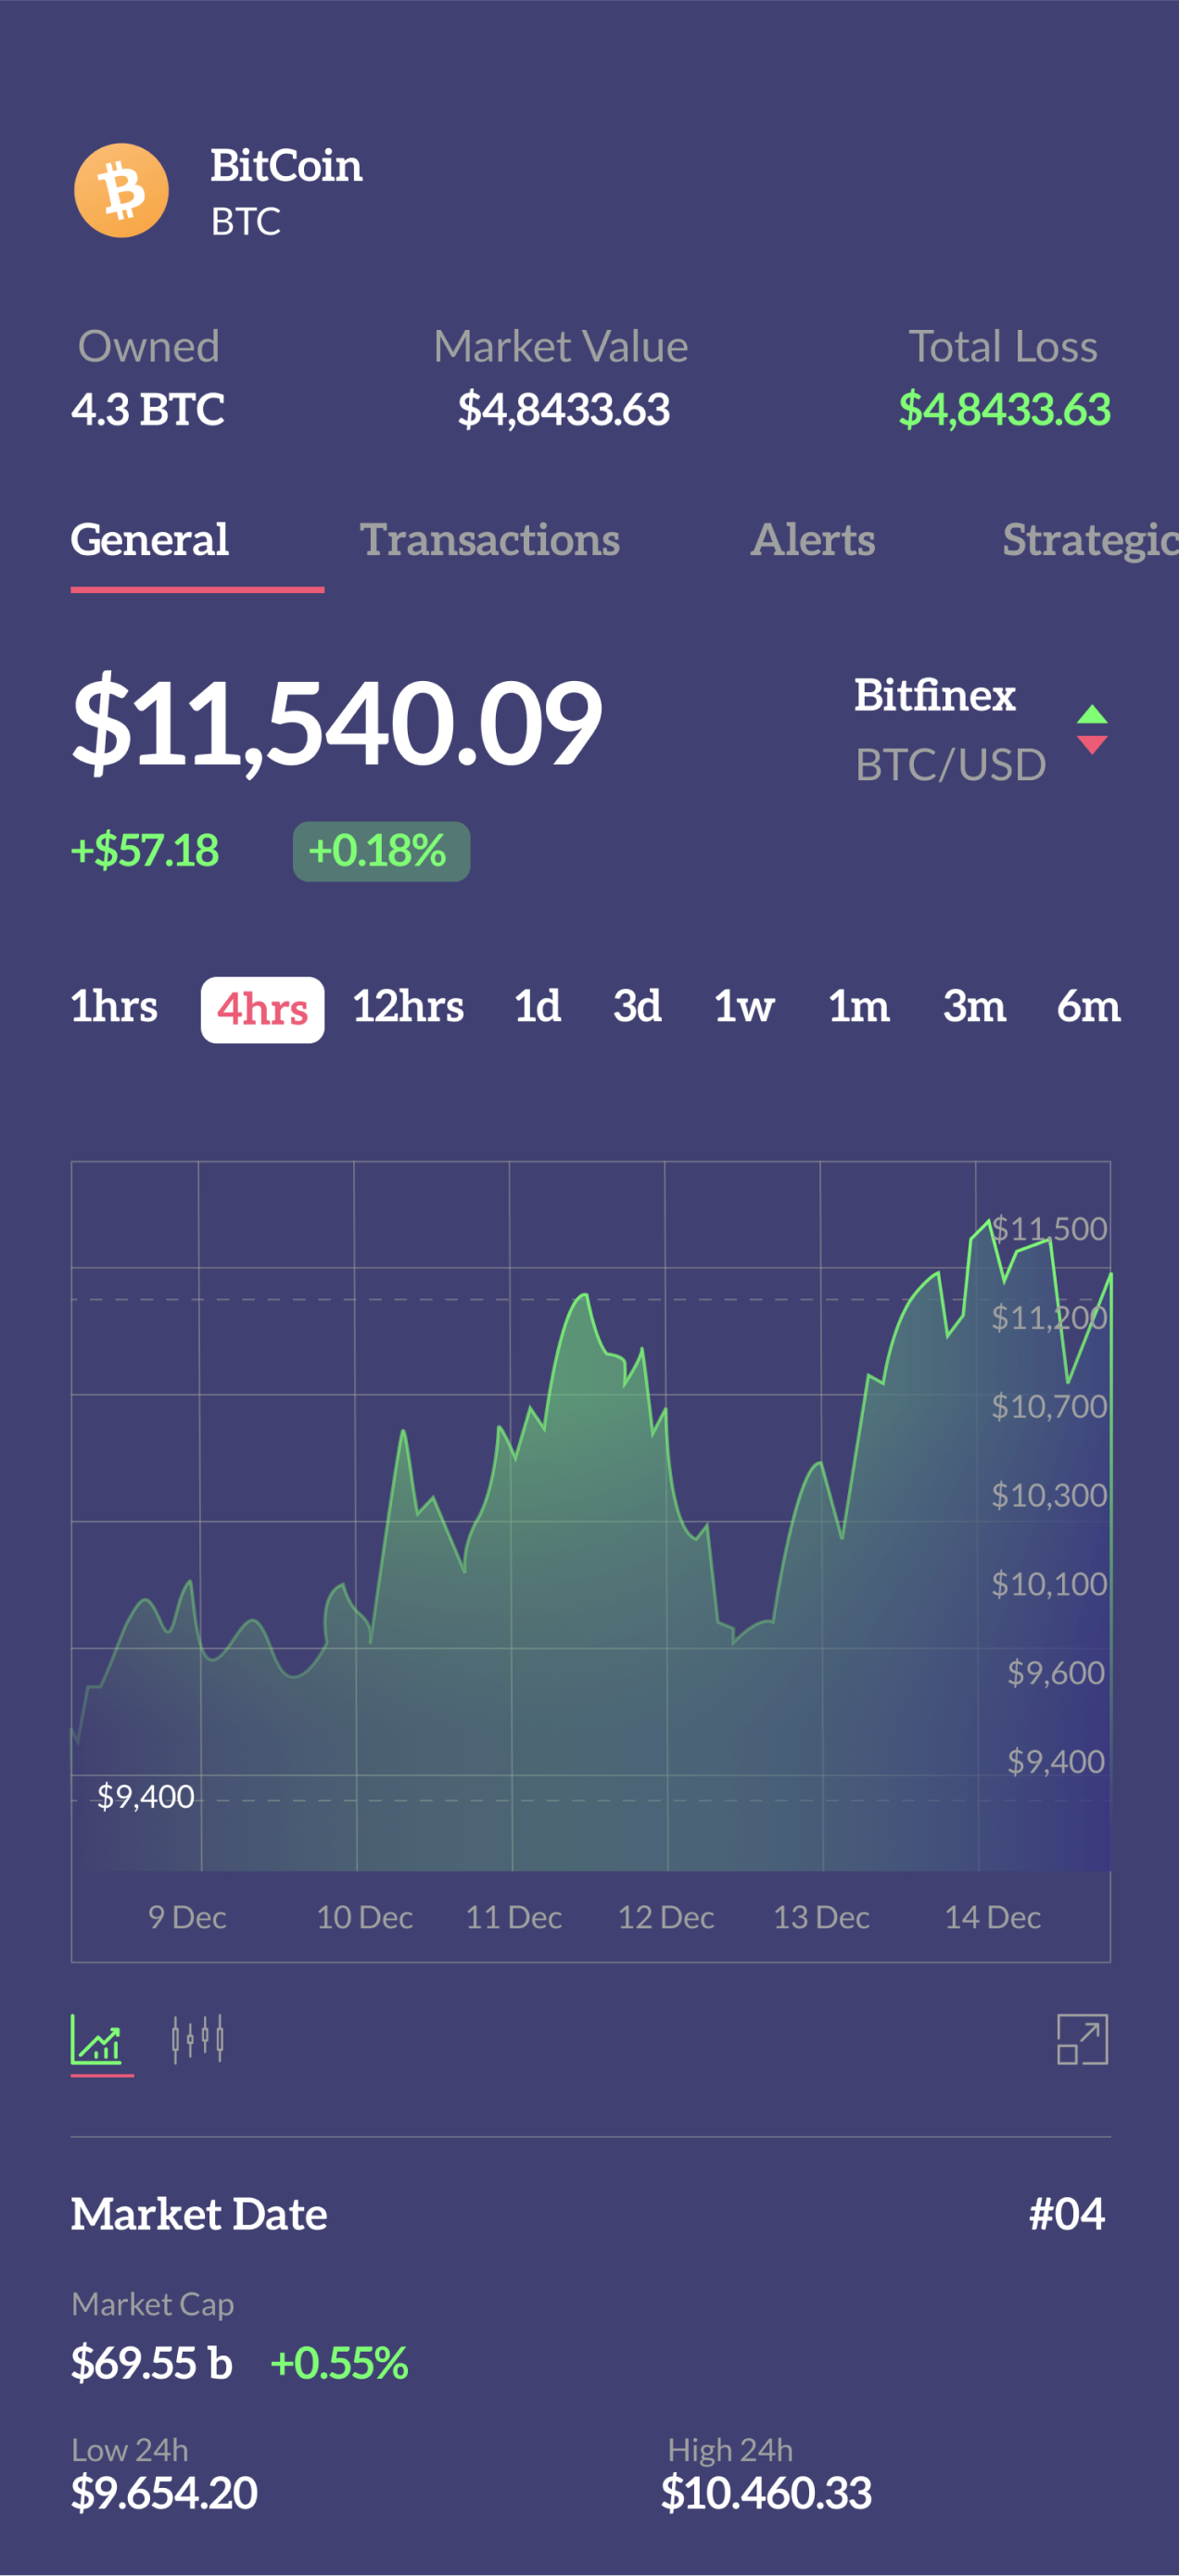 BitCoin
BTC
Owned Market Value Total Loss
4.3 BTC $4,8433.63 $4,8433.63
General Transactions Alerts Strategic
$11,540.09
Bitfinex
BTC/USD
+$57.18 +0.18%
1hrs 4hrs 12hrs 1d 3d 1w 1m 3m 6m
$11,500
$11,200
$10,700
$10,300
$10,100
$9,600
$9,400
$9,400
9 Dec 10 Dec 11 Dec 12 Dec 13 Dec 14 Dec
Market Date #04
Market Cap
$69.55 b +0.55%
Low 24h High 24h
$9.654.20 $10.460.33